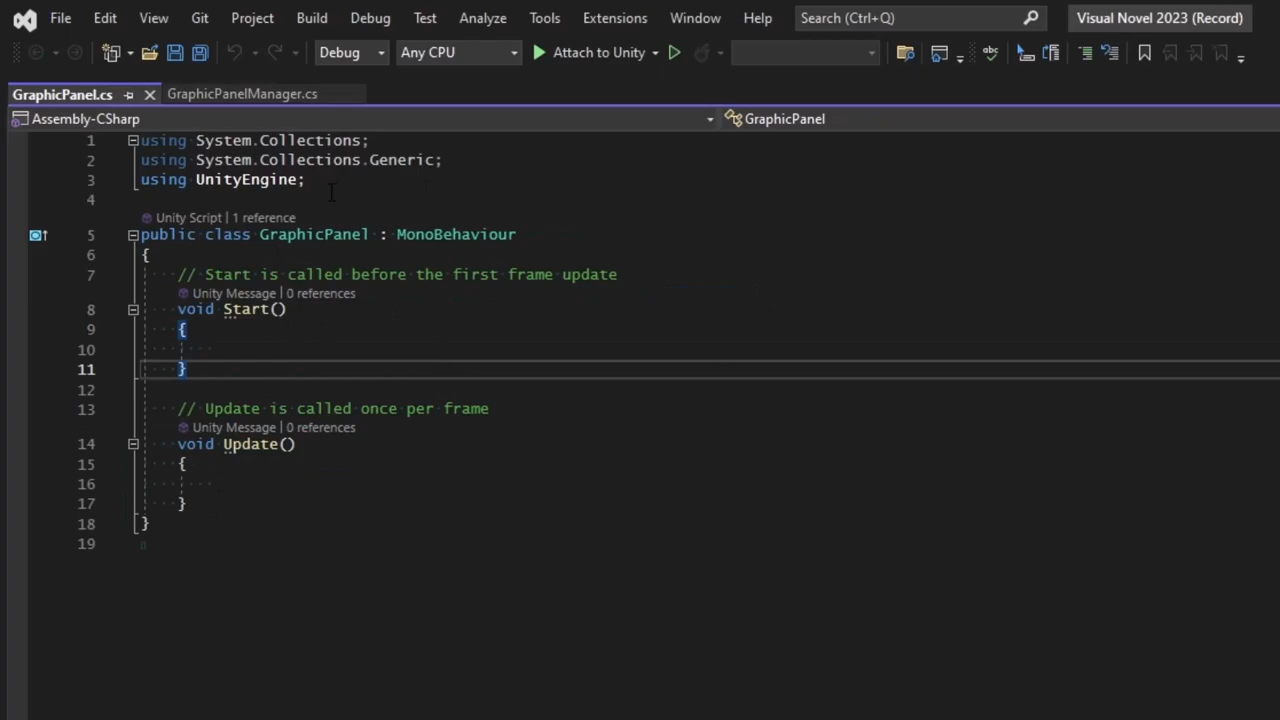 File Edit View Git Project Build Debug Test Analyze Tools Extensions Window Help Search (Ctrl+Q) Visual Novel 2023 (Record)
Debug Any CPU Attach to Unity
GraphicPanel.cs GraphicPanelManager.cs
Assembly-CSharp GraphicPanel
1 using System.Collections;
2 using System.Collections.Generic;
3 using UnityEngine;
4
Unity Script | 1 reference
5 public class GraphicPanel : MonoBehaviour
6 {
7 // Start is called before the first frame update
Unity Message | 0 references
8 void Start()
9 {
10
11 }
12
13 // Update is called once per frame
Unity Message | 0 references
14 void Update()
15 {
16
17 }
18 }
19